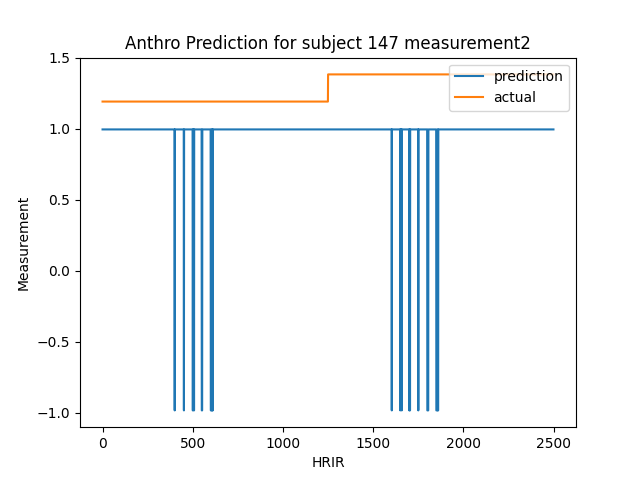 Anthro Prediction for subject 147 measurement2
1.5
1.0
0.5
0.0
−0.5
−1.0
Measurement
prediction
actual
0 500 1000 1500 2000 2500
HRIR